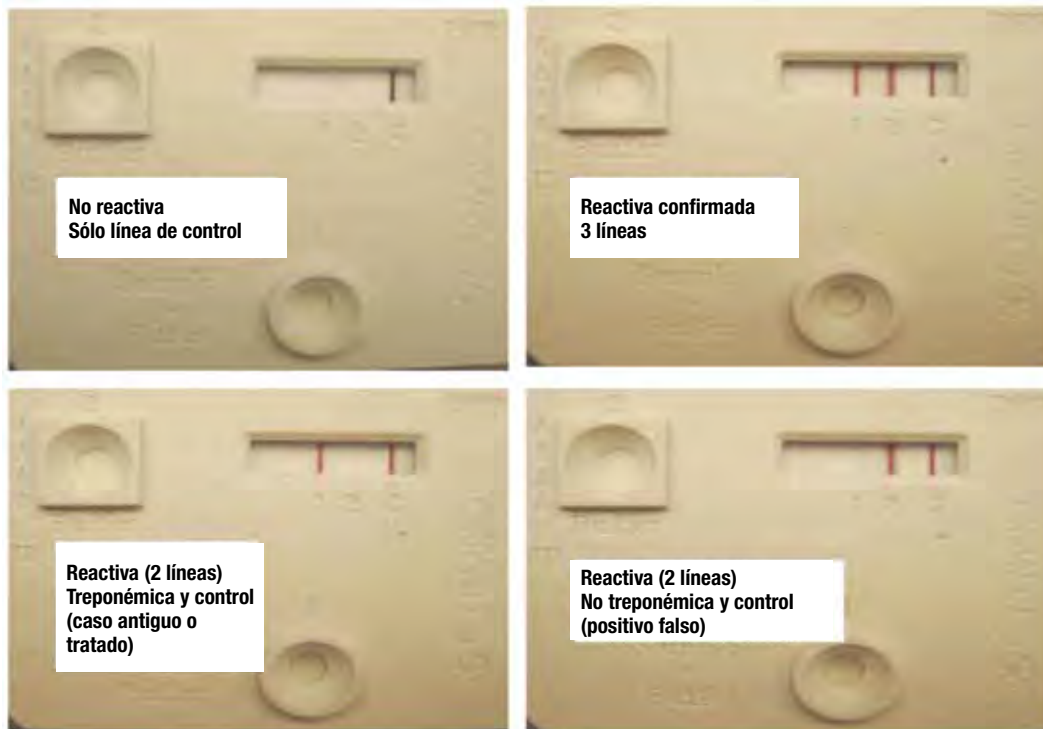 No reactiva
Sólo línea de control
Reactiva confirmada
3 líneas
Reactiva (2 líneas)
Treponémica y control
(caso antiguo o
tratado)
Reactiva (2 líneas)
No treponémica y control
(positivo falso)